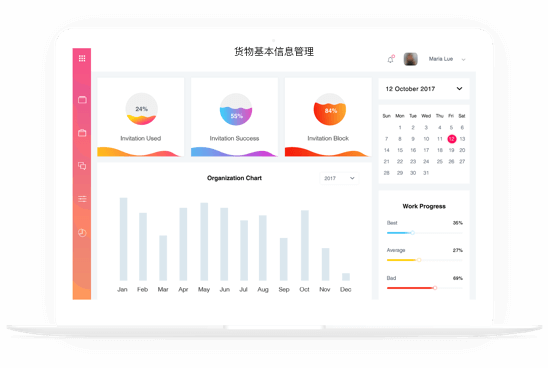 货物基本信息管理
Maria Lue
24%
Invitation Used
55%
Invitation Success
84%
Invitation Block
12 October 2017
Sun Mon Tue Wed Thu Fri Sat
1 2 3 4 5 6
7 8 9 10 11 12 13
14 15 16 17 18 19 20
21 22 23 24 25 26 27
28 29 30 31
Organization Chart
2017
Jan Feb Mar Apr May Jun Jul Aug Sep Oct Nov Dec
Work Progress
Best 35%
Average 27%
Bad 69%